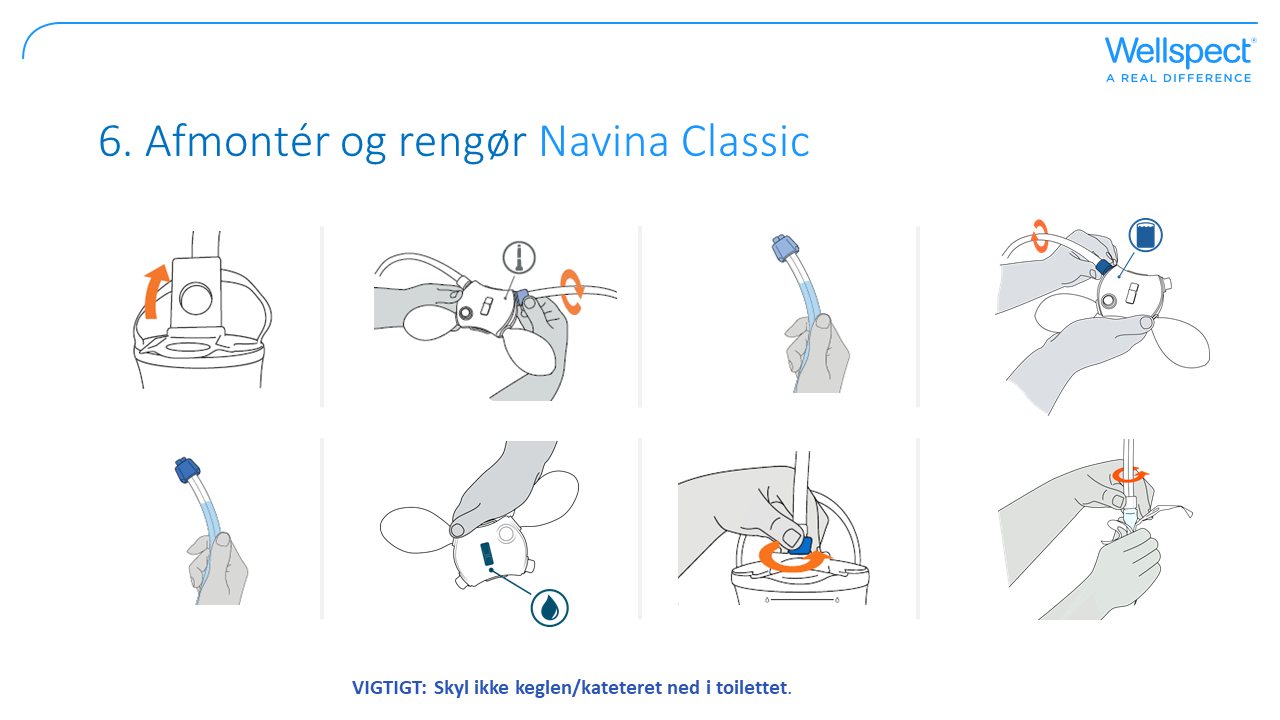 Wellspect®
A REAL DIFFERENCE
6. Afmontér og rengør Navina Classic
VIGTIGT: Skyl ikke keglen/kateteret ned i toilettet.